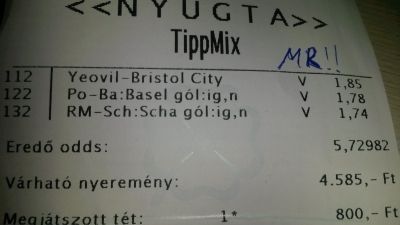 <<NYUGTA>>
TippMix
MR!!
112 Yeovil-Bristol City V 1,85
122 Po-Ba:Basel gól:ig,n V 1,78
132 RM-Sch:Scha gól:ig,n V 1,74
Eredő odds: 5,72982
Várható nyeremény: 4.585,- Ft
Megjátszott tét: 1* 800,- Ft